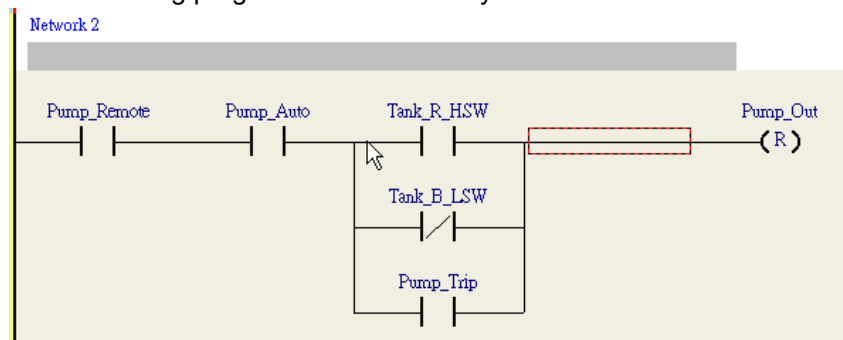 Network 2
Pump_Remote Pump_Auto Tank_R_HSW Pump_Out
( R )
Tank_B_LSW
Pump_Trip